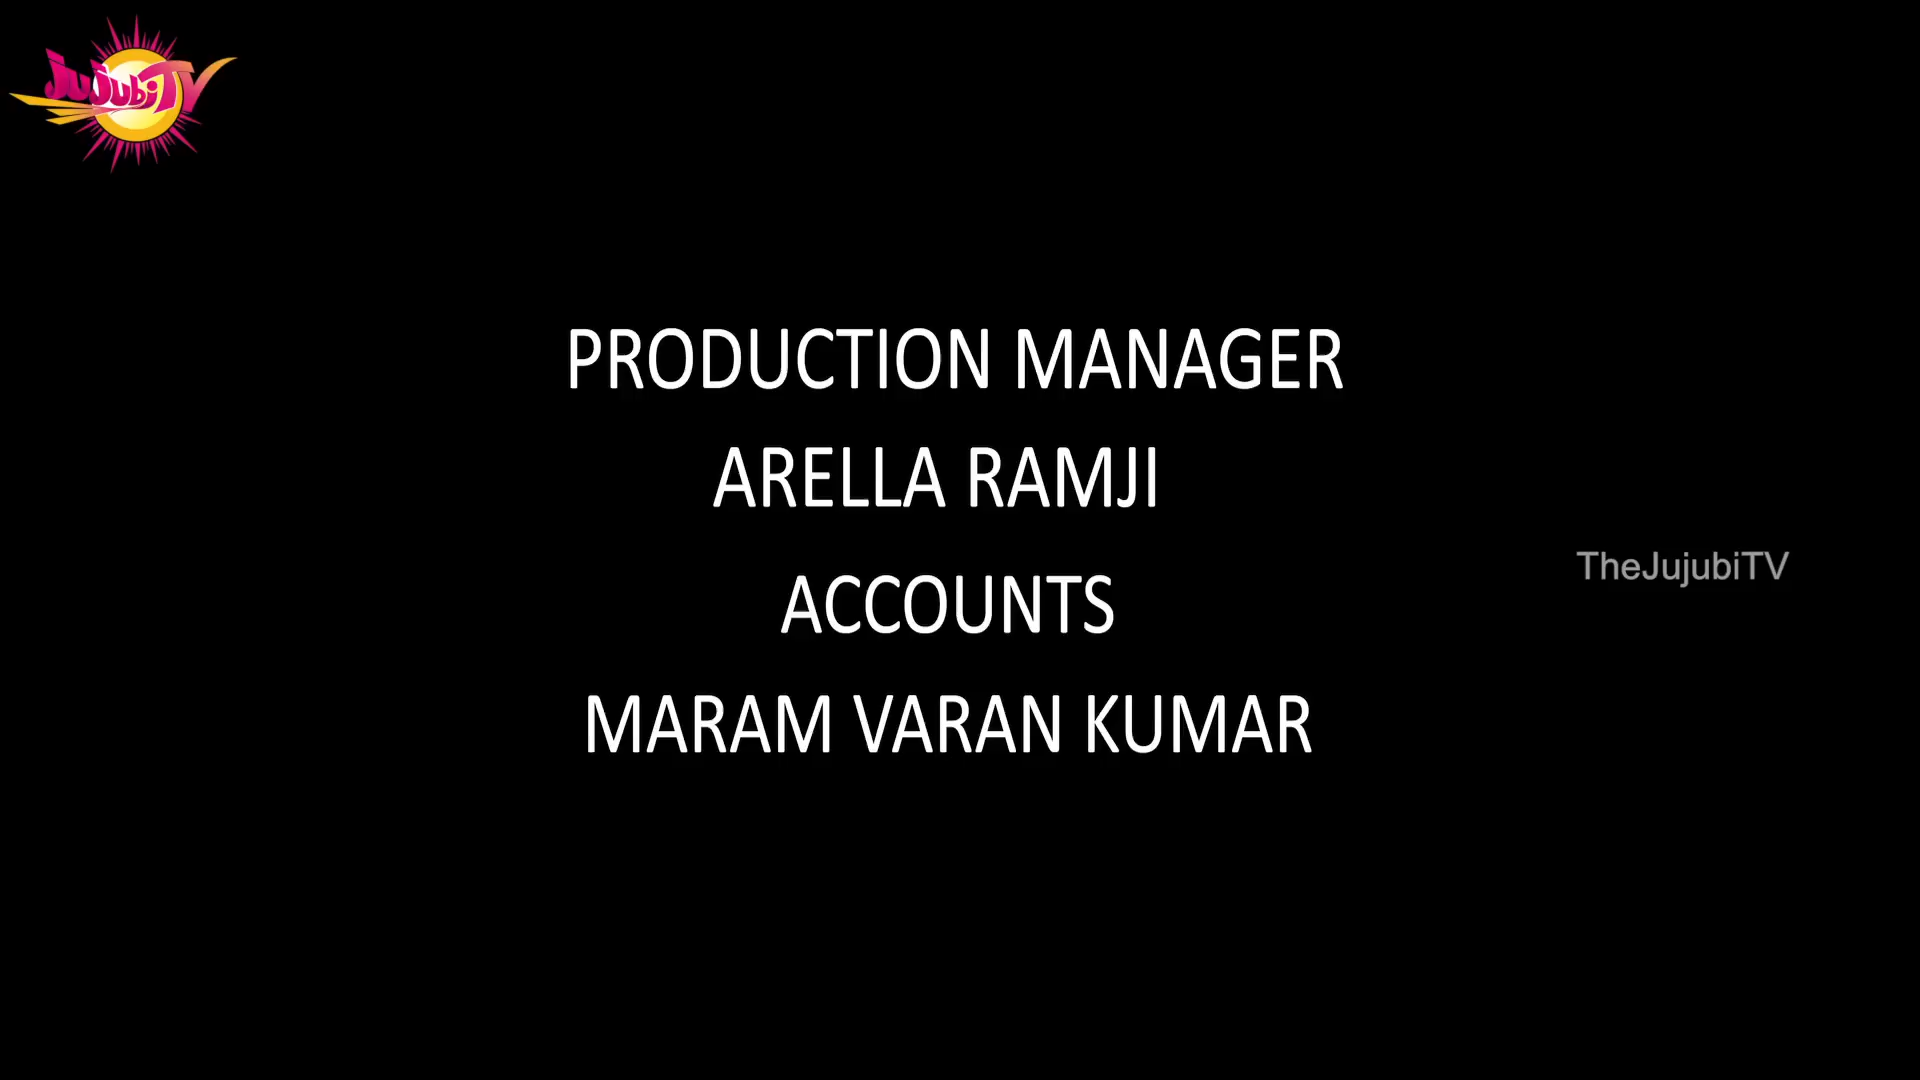 JujubiTV
PRODUCTION MANAGER
ARELLA RAMJI
TheJujubiTV
ACCOUNTS
MARAM VARAN KUMAR